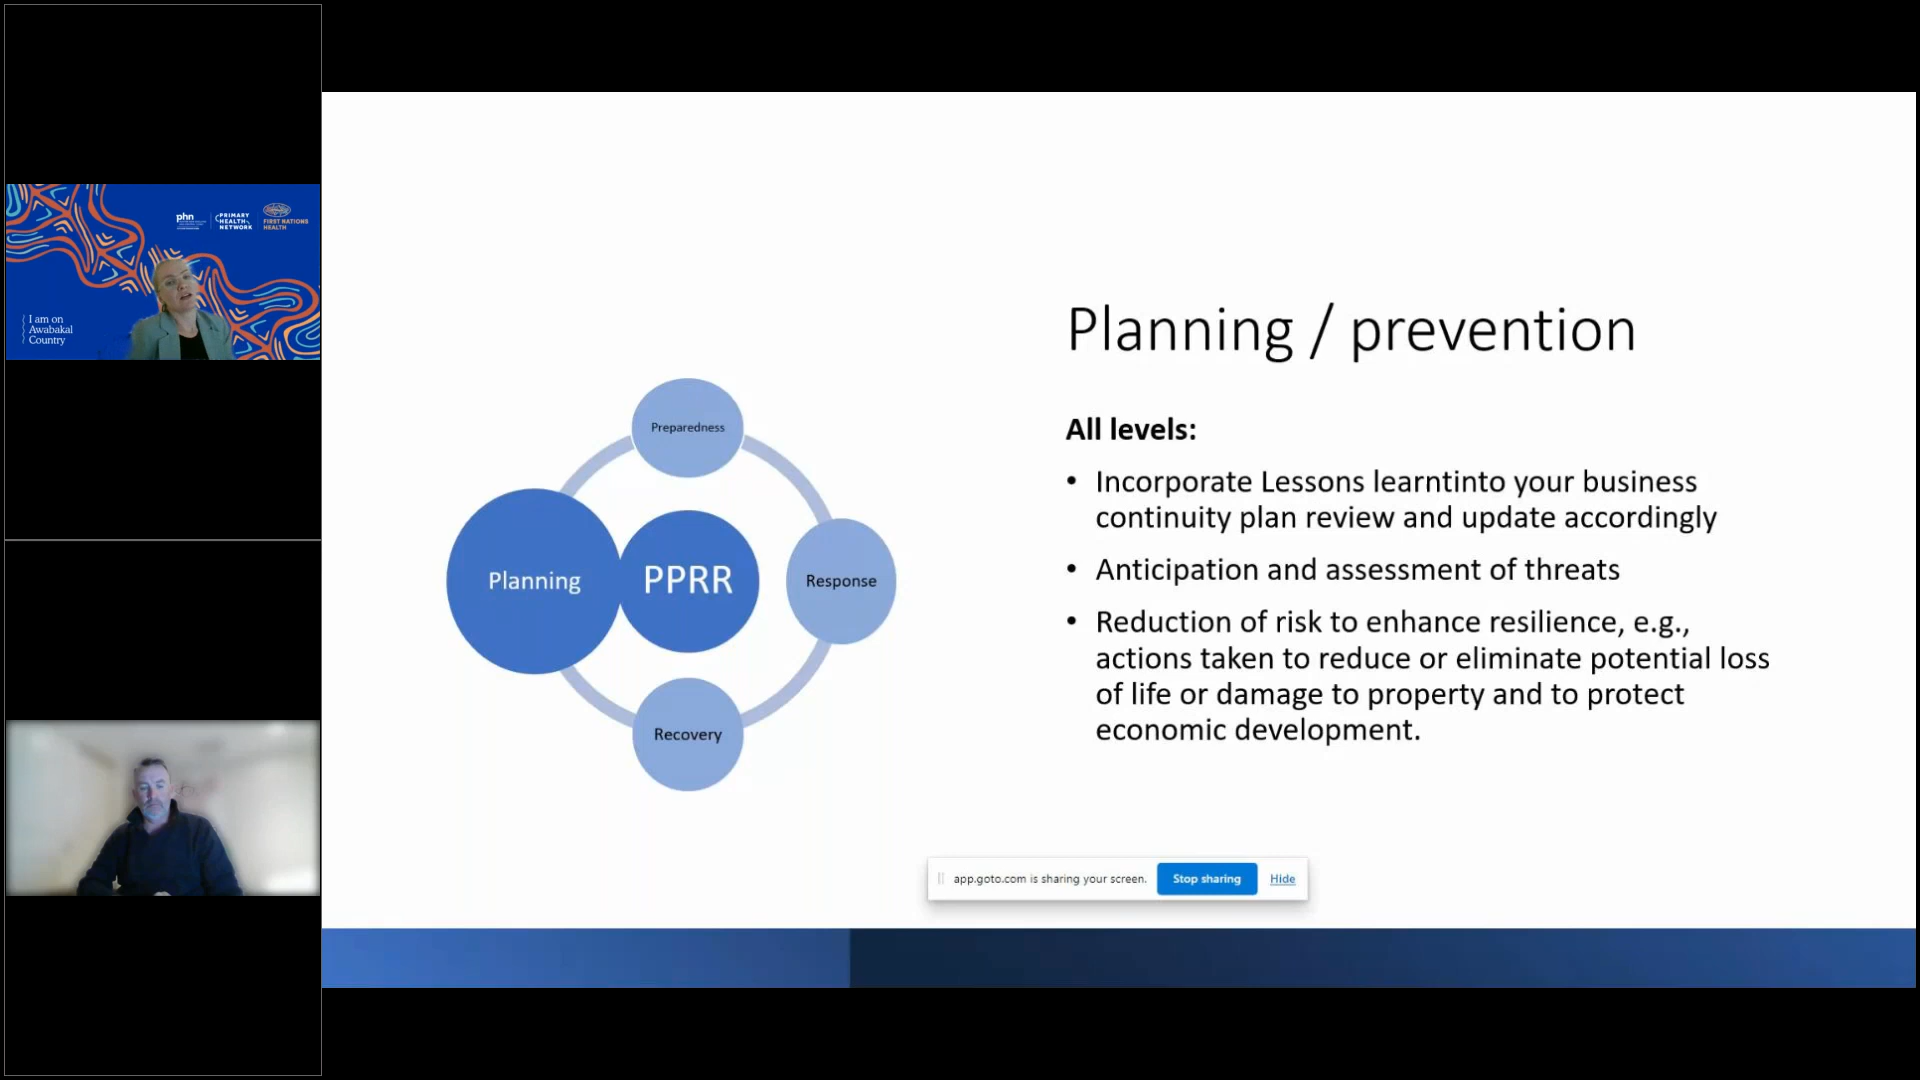 phn
PRIMARY
HEALTH
NETWORK
FIRST NATIONS
HEALTH
I am on
Awabakal
Country
Planning / prevention
All levels:
• Incorporate Lessons learntinto your business
continuity plan review and update accordingly
• Anticipation and assessment of threats
• Reduction of risk to enhance resilience, e.g.,
actions taken to reduce or eliminate potential loss
of life or damage to property and to protect
economic development.
Preparedness
Planning
PPRR
Response
Recovery
app.goto.com is sharing your screen.
Stop sharing
Hide